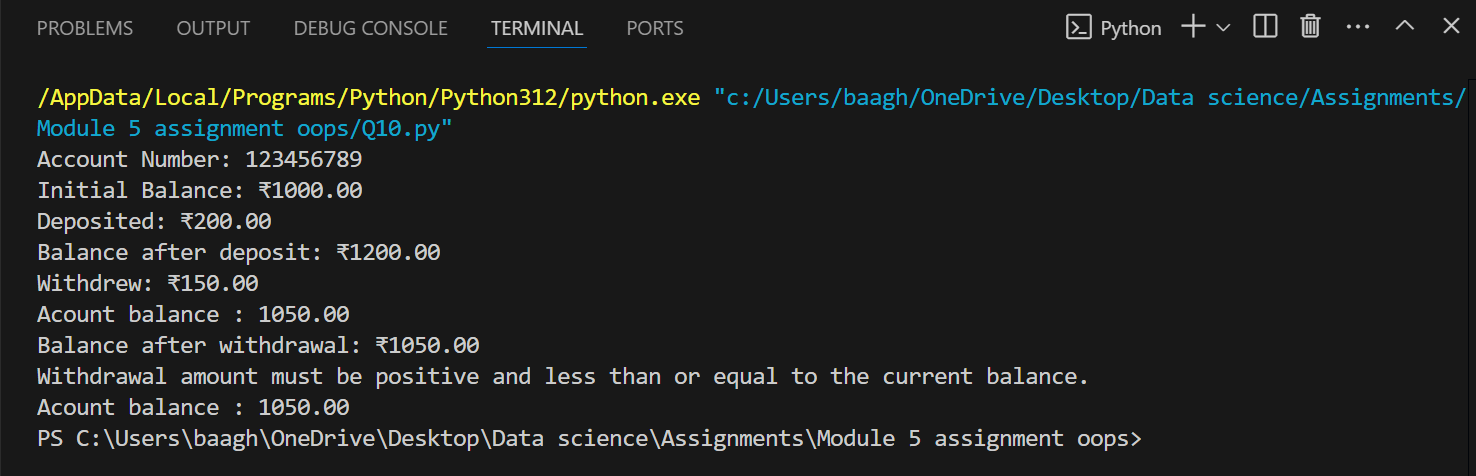 PROBLEMS OUTPUT DEBUG CONSOLE TERMINAL PORTS Python
/AppData/Local/Programs/Python/Python312/python.exe "c:/Users/baagh/OneDrive/Desktop/Data science/Assignments/
Module 5 assignment oops/Q10.py"
Account Number: 123456789
Initial Balance: ₹1000.00
Deposited: ₹200.00
Balance after deposit: ₹1200.00
Withdrew: ₹150.00
Acount balance : 1050.00
Balance after withdrawal: ₹1050.00
Withdrawal amount must be positive and less than or equal to the current balance.
Acount balance : 1050.00
PS C:\Users\baagh\OneDrive\Desktop\Data science\Assignments\Module 5 assignment oops>